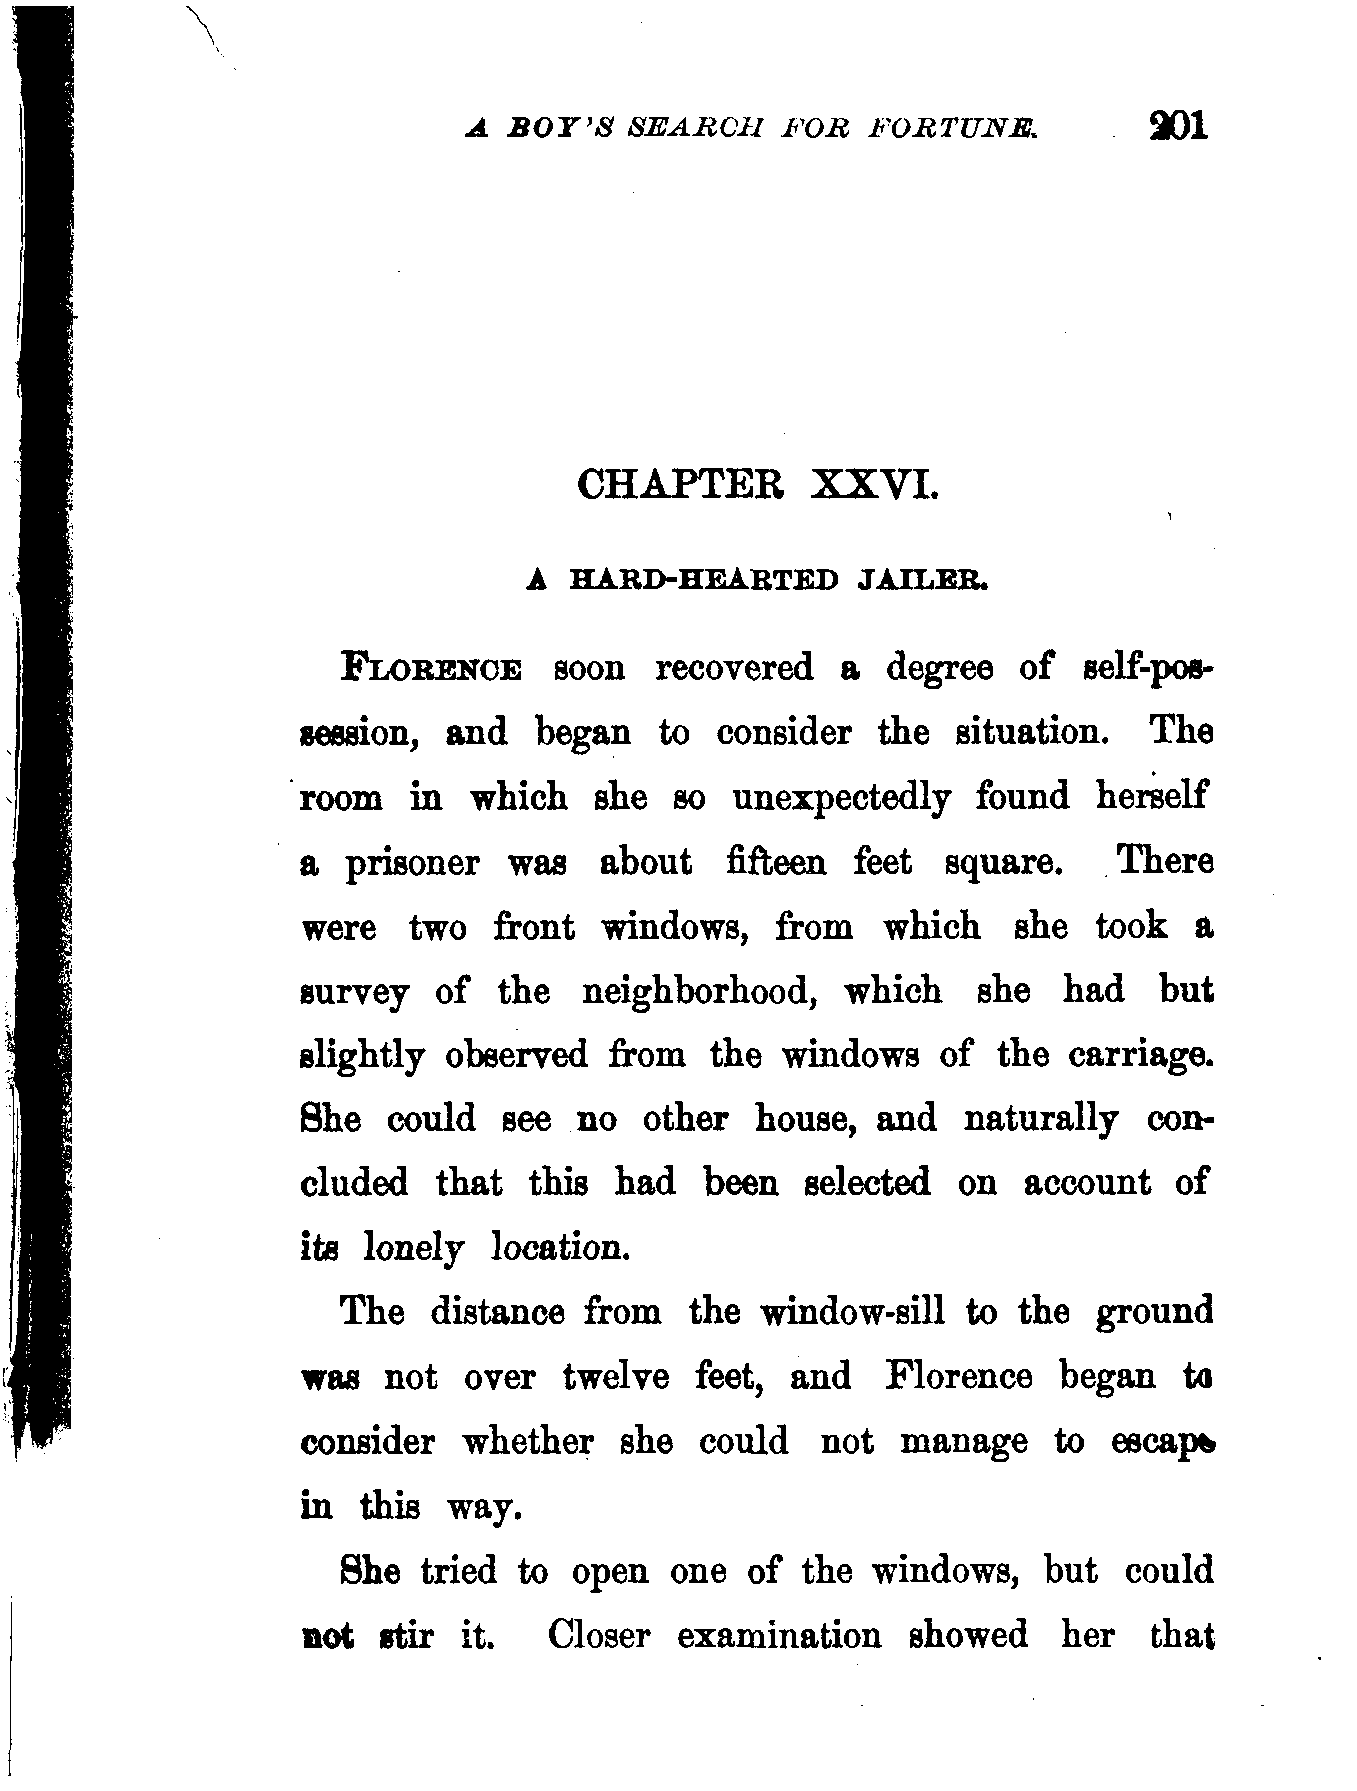 A BOY'S SEARCH FOR FORTUNE. 201
CHAPTER XXVI.
A HARD-HEARTED JAILER.
FLORENCE soon recovered a degree of self-pos-
session, and began to consider the situation. The
room in which she so unexpectedly found herself
a prisoner was about fifteen feet square. There
were two front windows, from which she took a
survey of the neighborhood, which she had but
slightly observed from the windows of the carriage.
She could see no other house, and naturally con-
cluded that this had been selected on account of
its lonely location.
The distance from the window-sill to the ground
was not over twelve feet, and Florence began to
consider whether she could not manage to escape
in this way.
She tried to open one of the windows, but could
not stir it. Closer examination showed her that